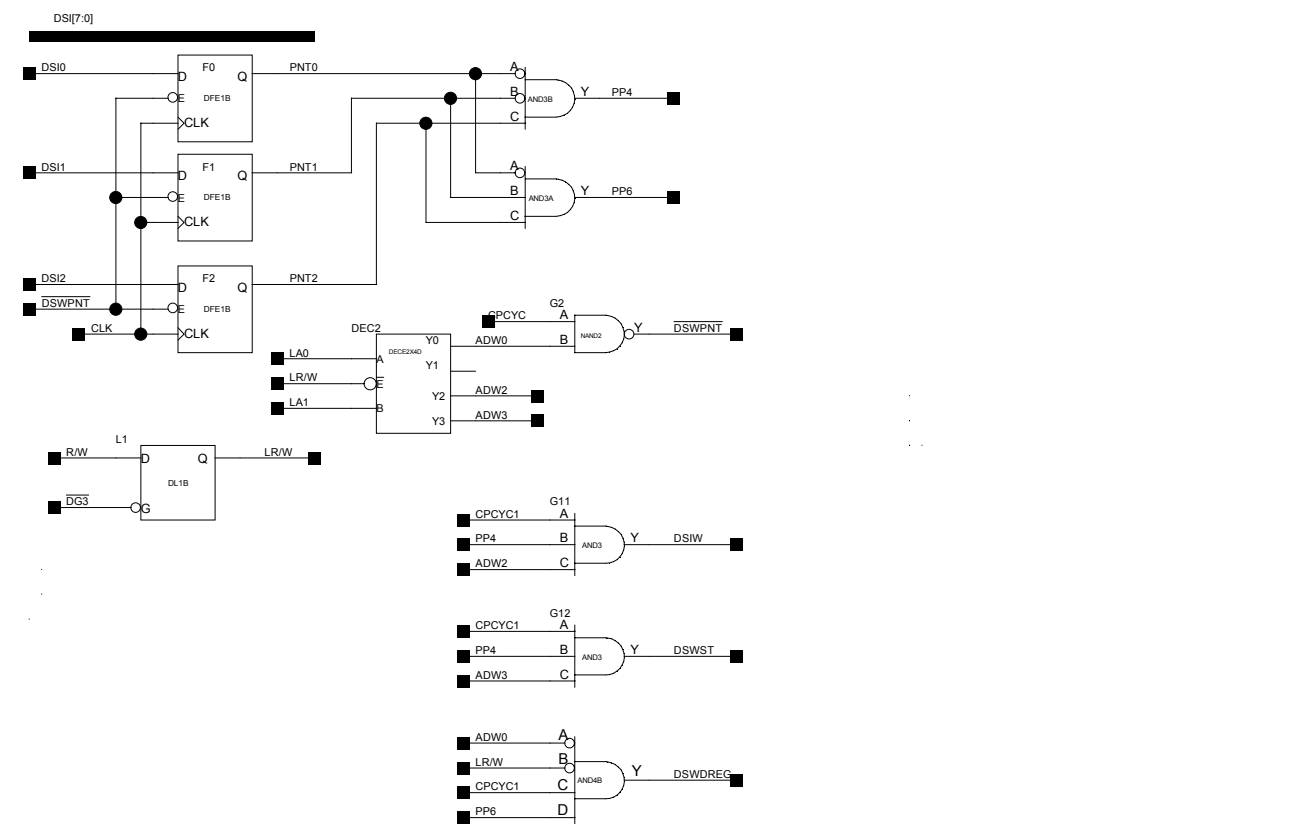 DSI[7:0]
DSI0 D F0 Q PNT0 A
E DFE1B B AND3B Y PP4
CLK C
DSI1 D F1 Q PNT1 A
E DFE1B B AND3A Y PP6
CLK C
DSI2 D F2 Q PNT2
DSWPNT E DFE1B
CLK CLK
G2
CPCYC A
NAND2 Y DSWPNT
ADW0 B
DEC2
DECE2X4D Y0
LA0 A Y1
LR/W E
LA1 B
Y2 ADW2
Y3 ADW3
L1
R/W D Q LR/W
DL1B
DG3 G
G11
CPCYC1 A
PP4 B AND3 Y DSIW
ADW2 C
G12
CPCYC1 A
PP4 B AND3 Y DSWST
ADW3 C
ADW0 A
LR/W B
AND4B Y DSWDREG
CPCYC1 C
PP6 D